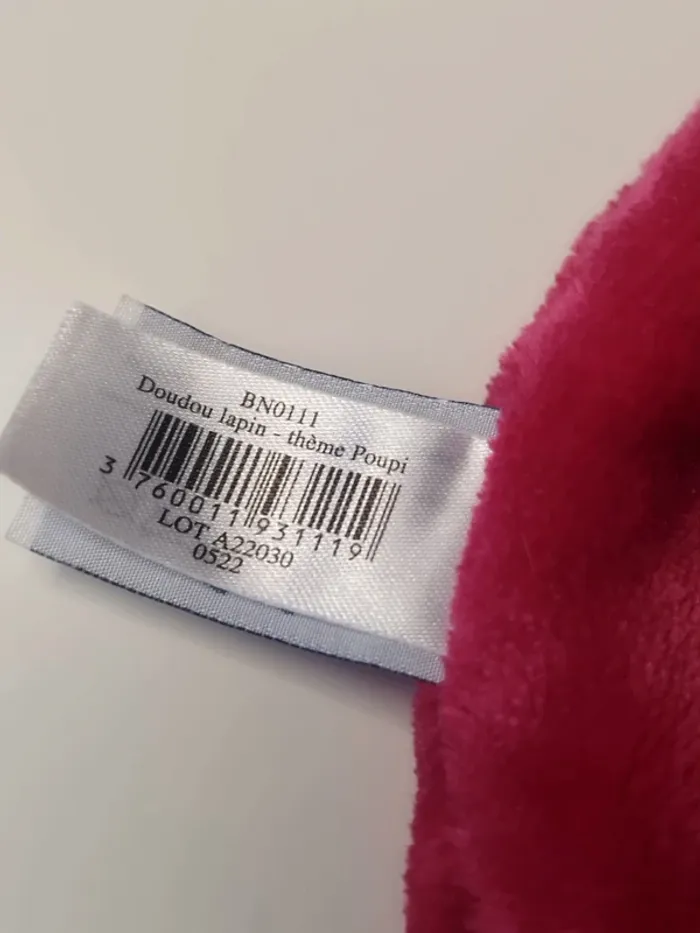 BN0111
Doudou lapin - thème Poupi
3 760011 931119
LOT A22030
0522